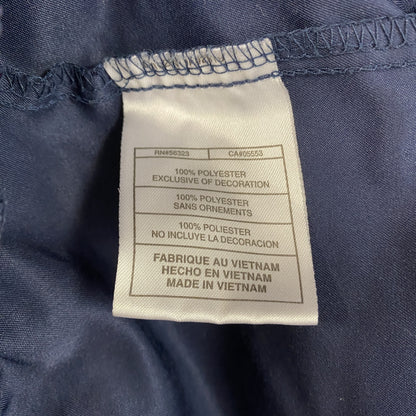 RN#56323 CA#05553
100% POLYESTER
EXCLUSIVE OF DECORATION
100% POLYESTER
SANS ORNEMENTS
100% POLIESTER
NO INCLUYE LA DECORACION
FABRIQUE AU VIETNAM
HECHO EN VIETNAM
MADE IN VIETNAM